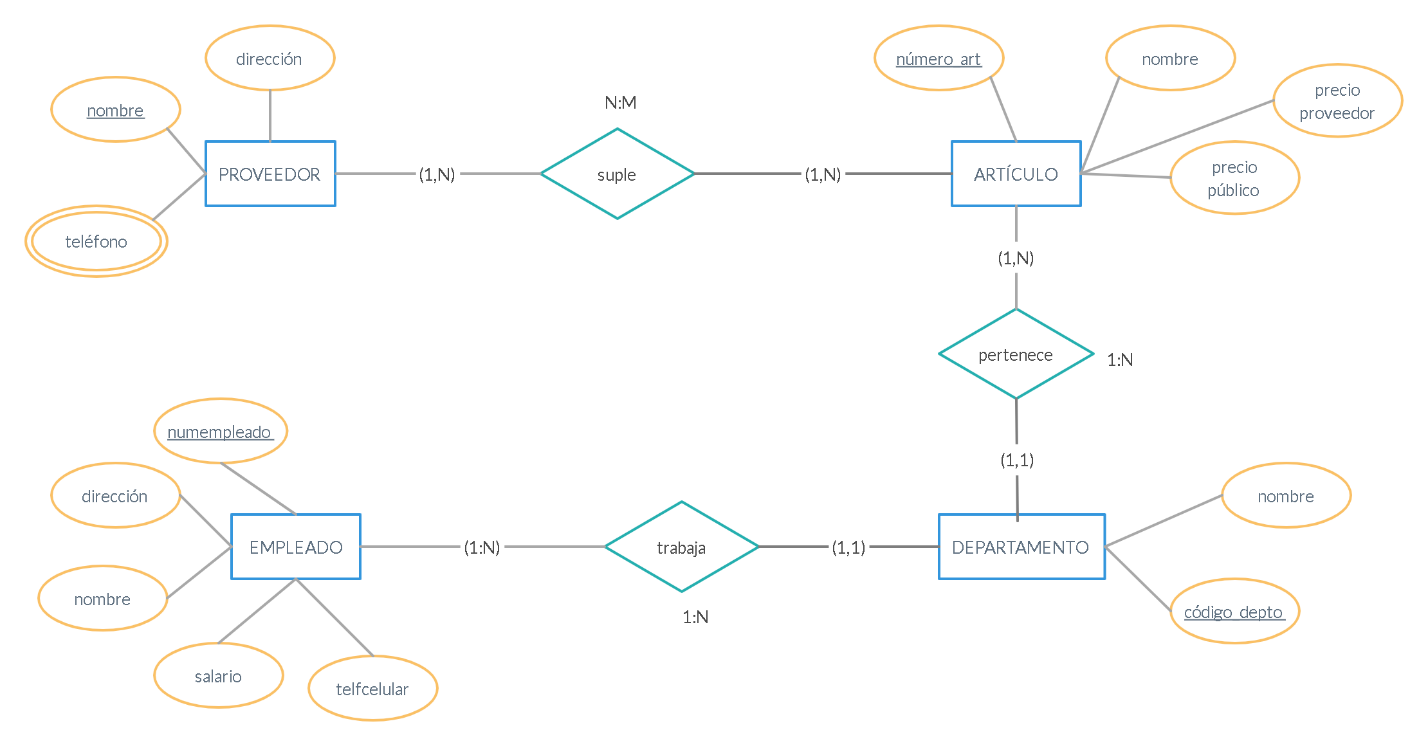 dirección
número_art
nombre
nombre
precio
proveedor
N:M
PROVEEDOR
(1,N)
suple
(1,N)
ARTÍCULO
precio
público
teléfono
(1,N)
pertenece
1:N
numempleado
(1,1)
dirección
nombre
EMPLEADO
(1:N)
trabaja
(1,1)
DEPARTAMENTO
nombre
código_depto
1:N
salario
telfcelular